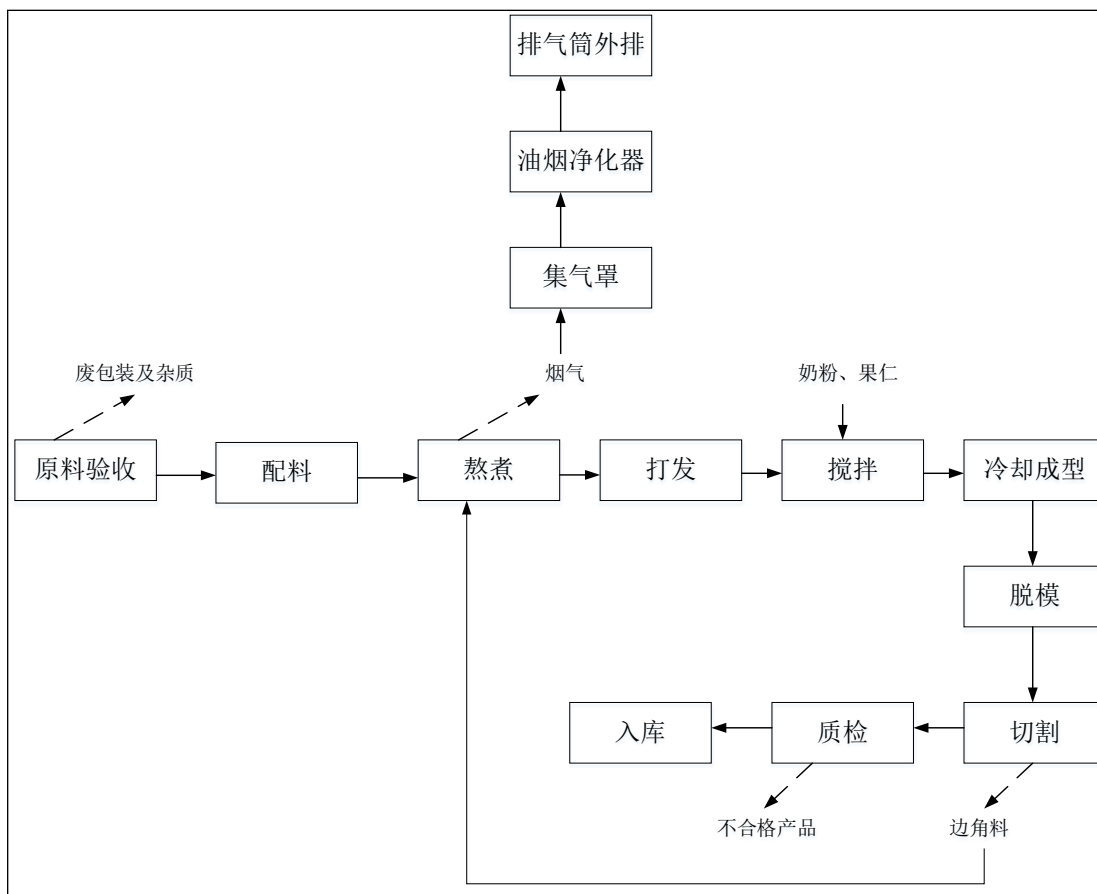 排气筒外排
油烟净化器
集气罩
废包装及杂质
烟气
奶粉、果仁
原料验收
配料
熬煮
打发
搅拌
冷却成型
脱模
入库
质检
切割
不合格产品
边角料